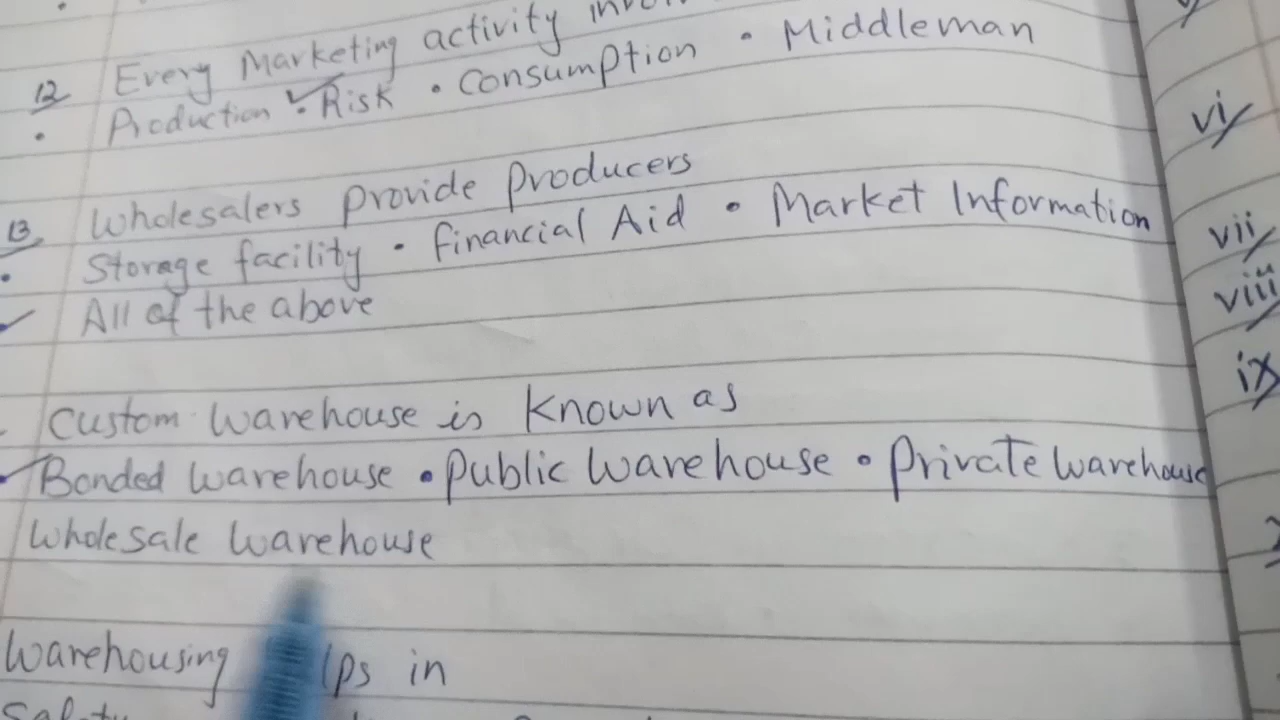 12 Every Marketing activity
• Production ✓ • Risk • Consumption • Middleman
13 Wholesalers provide Producers
• Storage facility • financial Aid • Market Information
✓ All of the above
Custom warehouse is known as
✓ Bonded warehouse • Public Warehouse • Private Warehouse
Wholesale Warehouse
Warehousing lps in
vi
vii
viii
ix